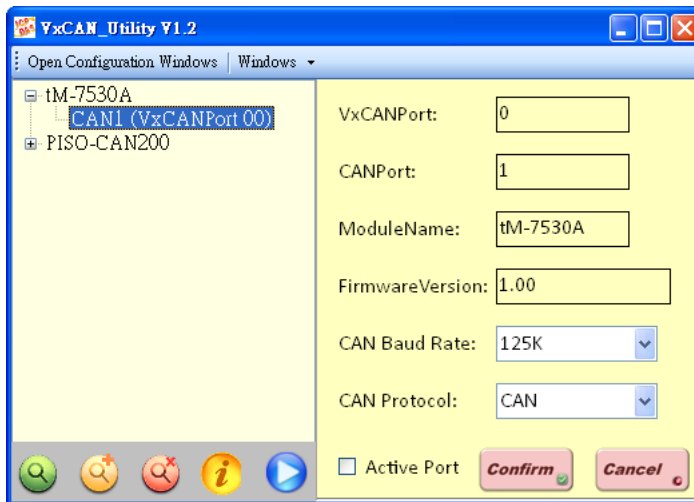 VxCAN_Utility V1.2
Open Configuration Windows Windows
tM-7530A
CAN1 (VxCANPort 00)
PISO-CAN200
VxCANPort: 0
CANPort: 1
ModuleName: tM-7530A
FirmwareVersion: 1.00
CAN Baud Rate: 125K
CAN Protocol: CAN
Active Port Confirm Cancel